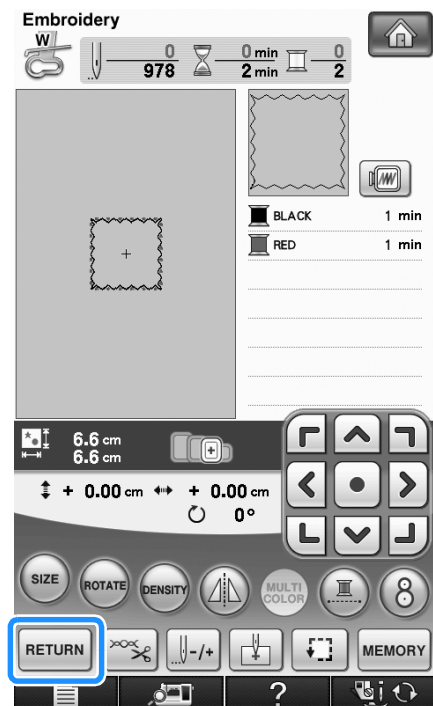 Embroidery
W
0 0 min 0
978 2 min 2
BLACK 1 min
RED 1 min
6.6 cm
6.6 cm
+ 0.00 cm + 0.00 cm
0°
SIZE ROTATE DENSITY MULTI COLOR 8
RETURN -/+ MEMORY
?